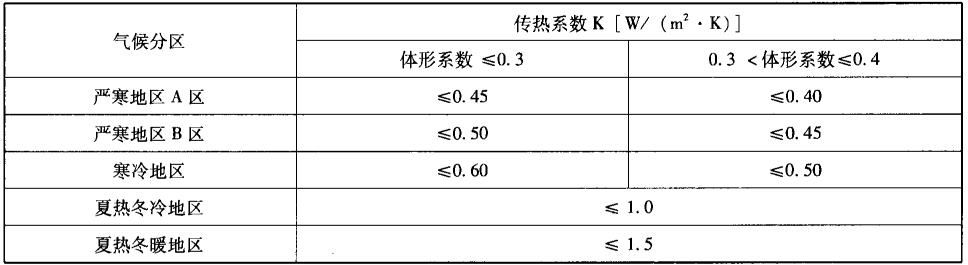 气候分区
传热系数 K [W/ (m²·K)]
体形系数 ≤0.3
0.3 <体形系数≤0.4
严寒地区 A 区
≤0.45
≤0.40
严寒地区 B 区
≤0.50
≤0.45
寒冷地区
≤0.60
≤0.50
夏热冬冷地区
≤ 1.0
夏热冬暖地区
≤ 1.5